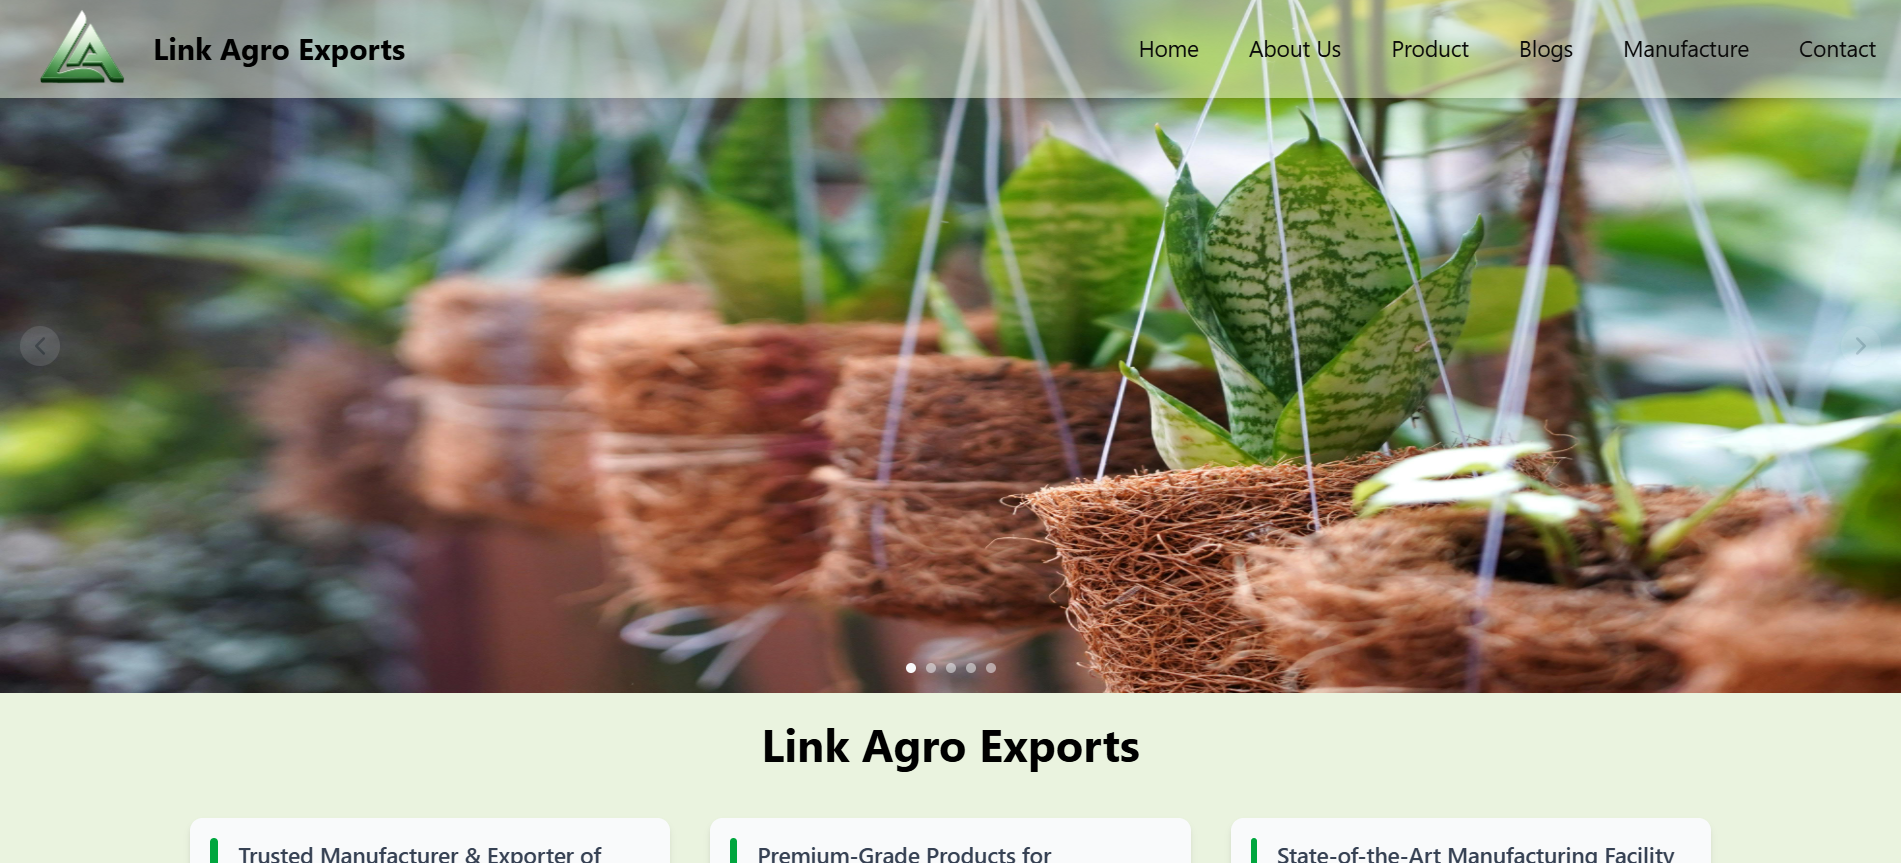 Link Agro Exports
Home About Us Product Blogs Manufacture Contact
Link Agro Exports
Trusted Manufacturer & Exporter of
Premium-Grade Products for
State-of-the-Art Manufacturing Facility